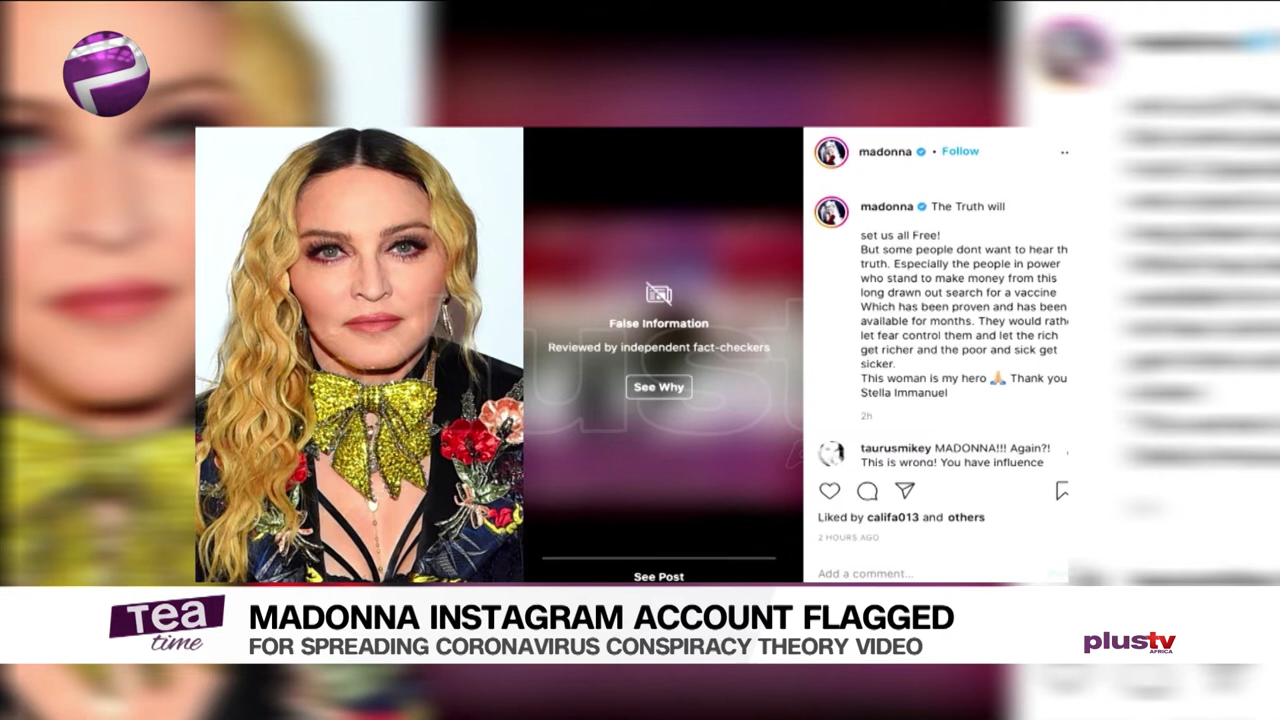 madonna • Follow ..
madonna The Truth will
set us all Free!
But some people dont want to hear th
truth. Especially the people in power
who stand to make money from this
long drawn out search for a vaccine
Which has been proven and has been
available for months. They would rath
let fear control them and let the rich
get richer and the poor and sick get
sicker.
This woman is my hero 🙏🏼 Thank you
Stella Immanuel
2h
taurusmikey MADONNA!!! Again?!
This is wrong! You have influence
Liked by califa013 and others
2 HOURS AGO
Add a comment...
False Information
Reviewed by independent fact-checkers
See Why
See Post
Tea
time
MADONNA INSTAGRAM ACCOUNT FLAGGED
FOR SPREADING CORONAVIRUS CONSPIRACY THEORY VIDEO
plustv
AFRICA